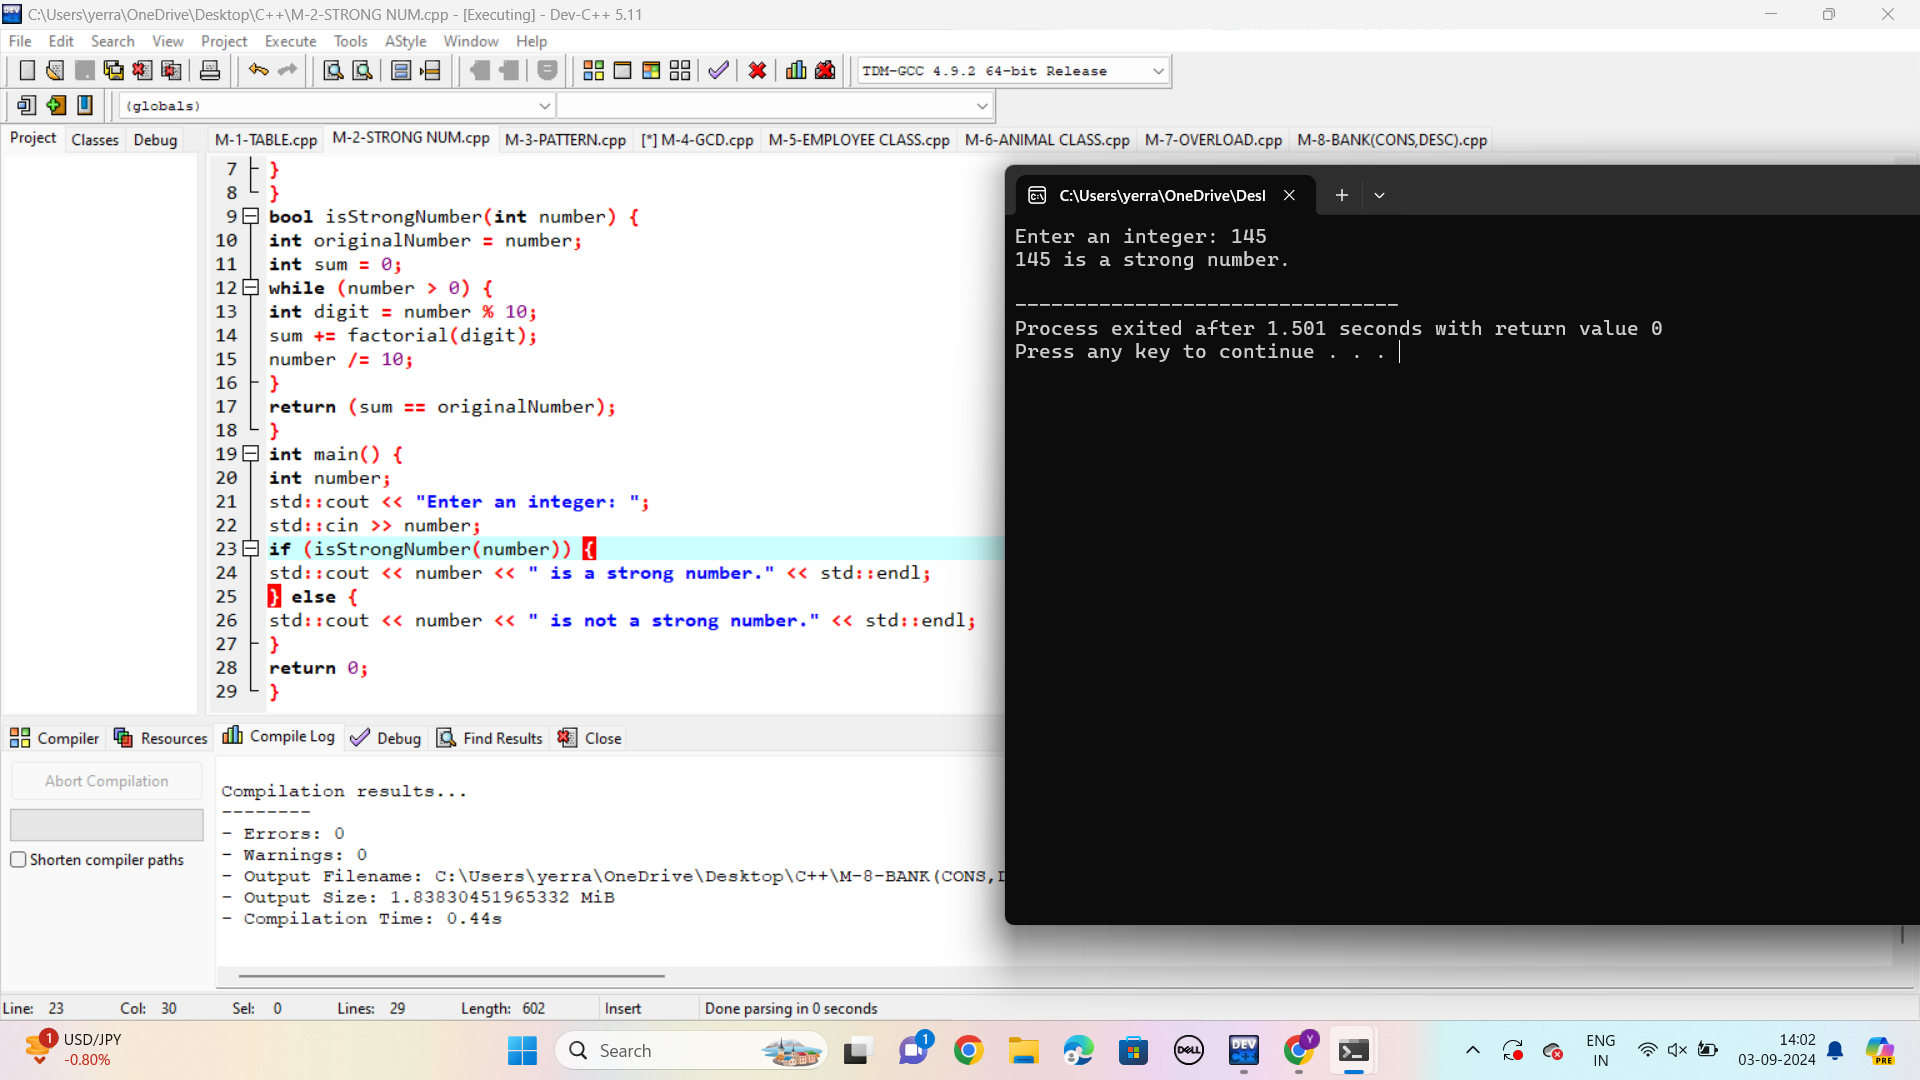 C:\Users\yerra\OneDrive\Desktop\C++\M-2-STRONG NUM.cpp - [Executing] - Dev-C++ 5.11
File Edit Search View Project Execute Tools AStyle Window Help
TDM-GCC 4.9.2 64-bit Release
(globals)
Project Classes Debug
M-1-TABLE.cpp M-2-STRONG NUM.cpp M-3-PATTERN.cpp [*] M-4-GCD.cpp M-5-EMPLOYEE CLASS.cpp M-6-ANIMAL CLASS.cpp M-7-OVERLOAD.cpp M-8-BANK(CONS,DESC).cpp
7 }
8 }
9 bool isStrongNumber(int number) {
10 int originalNumber = number;
11 int sum = 0;
12 while (number > 0) {
13 int digit = number % 10;
14 sum += factorial(digit);
15 number /= 10;
16 }
17 return (sum == originalNumber);
18 }
19 int main() {
20 int number;
21 std::cout << "Enter an integer: ";
22 std::cin >> number;
23 if (isStrongNumber(number)) {
24 std::cout << number << " is a strong number." << std::endl;
25 } else {
26 std::cout << number << " is not a strong number." << std::endl;
27 }
28 return 0;
29 }
C:\Users\yerra\OneDrive\Desl
Enter an integer: 145
145 is a strong number.
--------------------------------
Process exited after 1.501 seconds with return value 0
Press any key to continue . . .
Compiler Resources Compile Log Debug Find Results Close
Abort Compilation
Shorten compiler paths
Compilation results...
--------
- Errors: 0
- Warnings: 0
- Output Filename: C:\Users\yerra\OneDrive\Desktop\C++\M-8-BANK(CONS,D
- Output Size: 1.83830451965332 MiB
- Compilation Time: 0.44s
Line: 23 Col: 30 Sel: 0 Lines: 29 Length: 602 Insert Done parsing in 0 seconds
1
USD/JPY
-0.80%
Search
1
DELL
DEV
Y
ENG
IN
14:02
03-09-2024
PRE